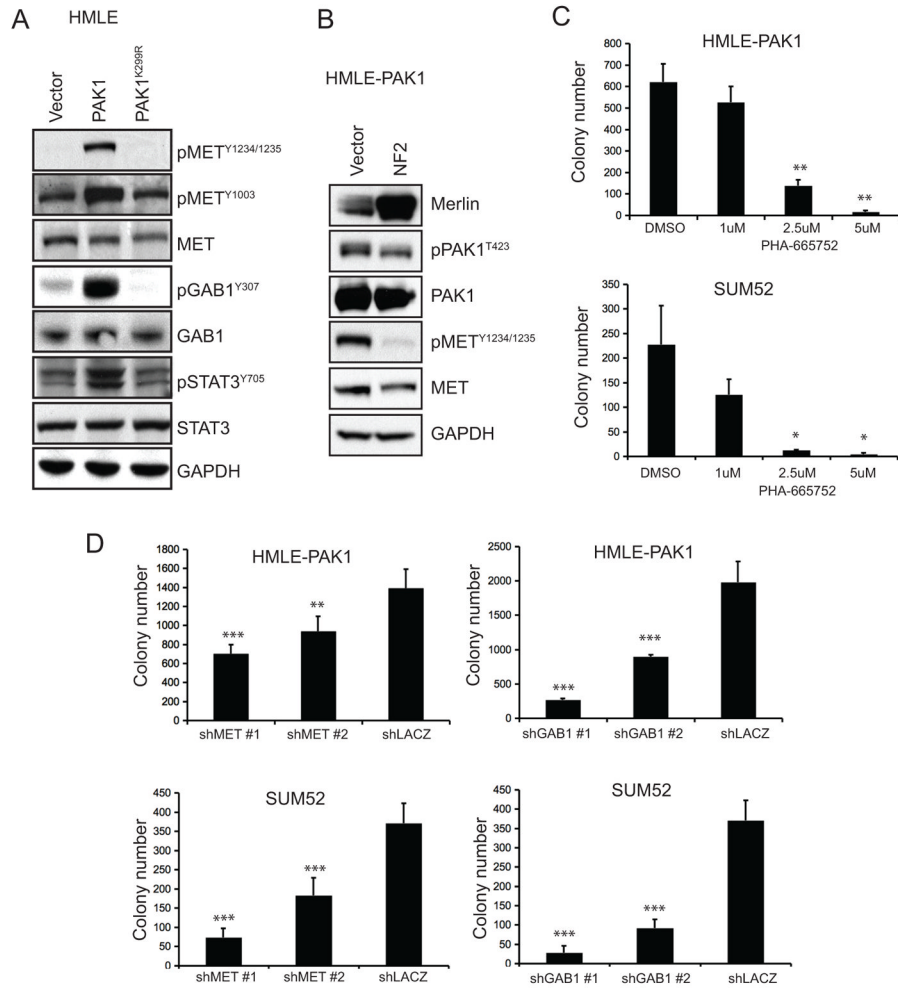 A
HMLE
Vector
PAK1
PAK1K299R
pMETY1234/1235
pMETY1003
MET
pGAB1Y307
GAB1
pSTAT3Y705
STAT3
GAPDH
B
HMLE-PAK1
Vector
NF2
Merlin
pPAK1T423
PAK1
pMETY1234/1235
MET
GAPDH
C
HMLE-PAK1
Colony number
800
700
600
500
400
300
200
100
0
**
**
DMSO 1uM 2.5uM 5uM
PHA-665752
SUM52
Colony number
350
300
250
200
150
100
50
0
*
*
DMSO 1uM 2.5uM 5uM
PHA-665752
D
HMLE-PAK1
Colony number
1800
1600
1400
1200
1000
800
600
400
200
0
***
**
shMET #1 shMET #2 shLACZ
HMLE-PAK1
Colony number
2500
2000
1500
1000
500
0
***
***
shGAB1 #1 shGAB1 #2 shLACZ
SUM52
Colony number
450
400
350
300
250
200
150
100
50
0
***
***
shMET #1 shMET #2 shLACZ
SUM52
Colony number
450
400
350
300
250
200
150
100
50
0
***
***
shGAB1 #1 shGAB1 #2 shLACZ